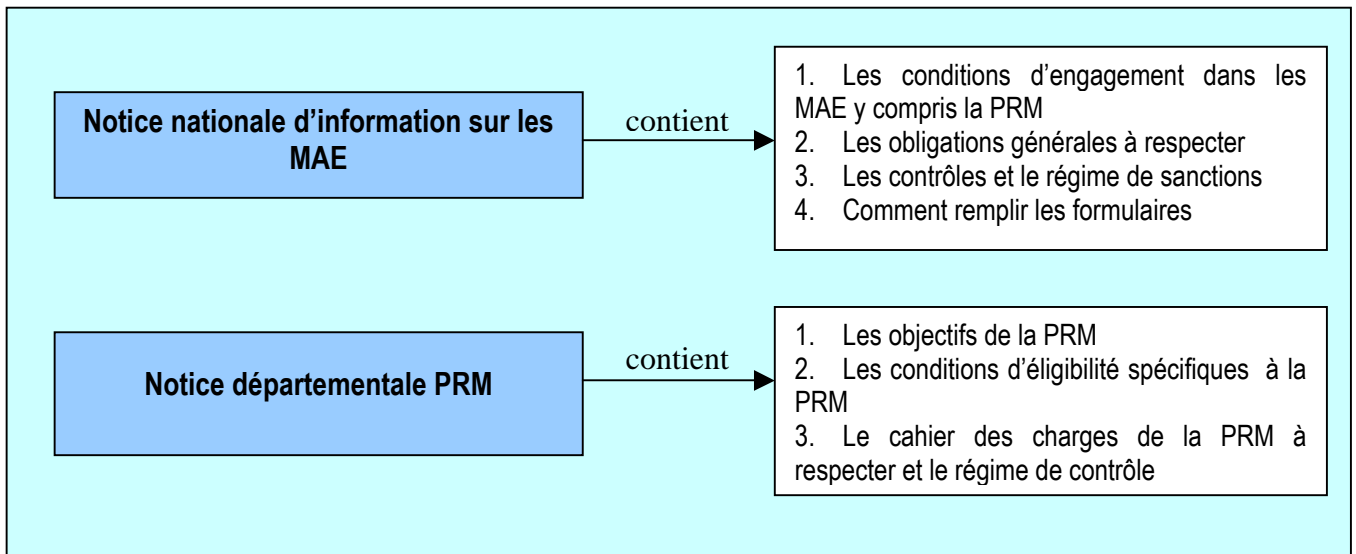 Notice nationale d’information sur les
MAE
contient
1. Les conditions d’engagement dans les
MAE y compris la PRM
2. Les obligations générales à respecter
3. Les contrôles et le régime de sanctions
4. Comment remplir les formulaires
Notice départementale PRM
contient
1. Les objectifs de la PRM
2. Les conditions d’éligibilité spécifiques à la
PRM
3. Le cahier des charges de la PRM à
respecter et le régime de contrôle